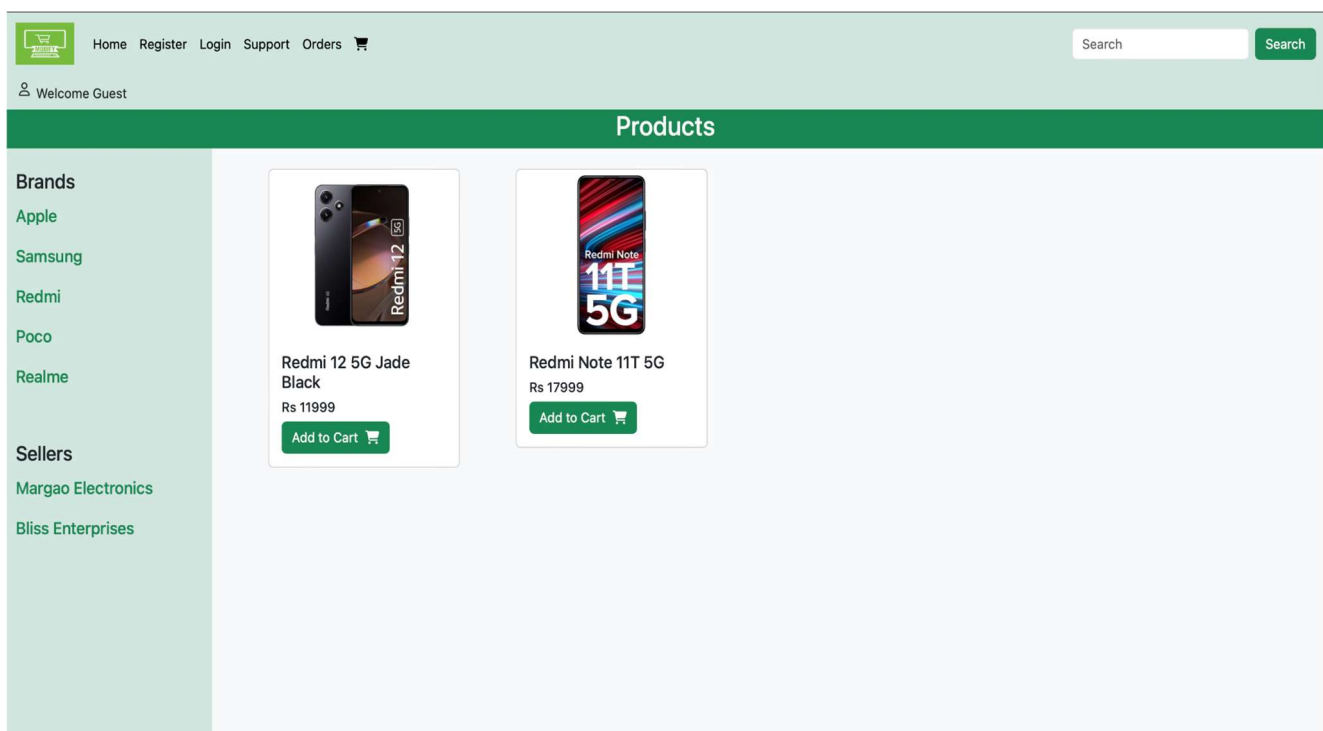 Home Register Login Support Orders
Search
Search
Welcome Guest
Products
Brands
Apple
Samsung
Redmi
Poco
Realme
Sellers
Margao Electronics
Bliss Enterprises
Redmi 12 5G
Redmi 12 5G Jade
Black
Rs 11999
Add to Cart
Redmi Note
11T
5G
Redmi Note 11T 5G
Rs 17999
Add to Cart